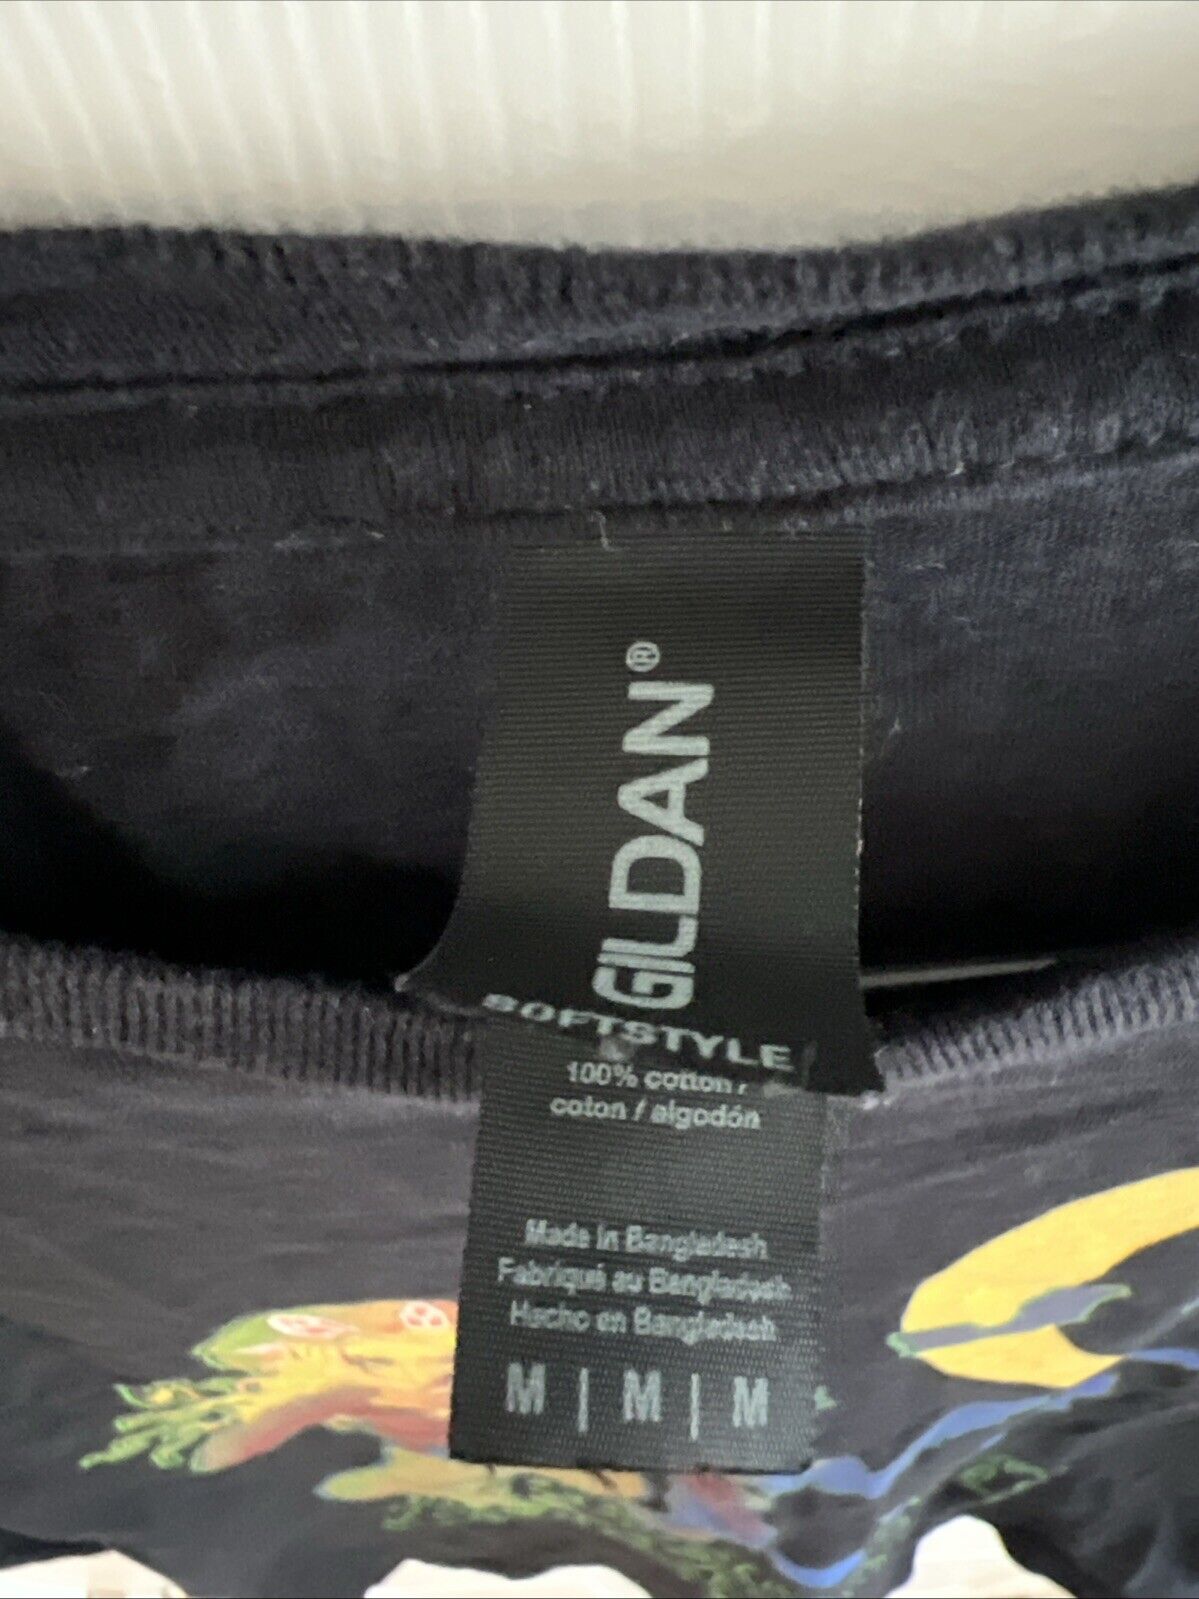 GILDAN®
SOFTSTYLE
100% cotton /
coton / algodón
Made in Bangladesh
Fabriqué au Bangladesh
Hecho en Bangladesh
M | M | M